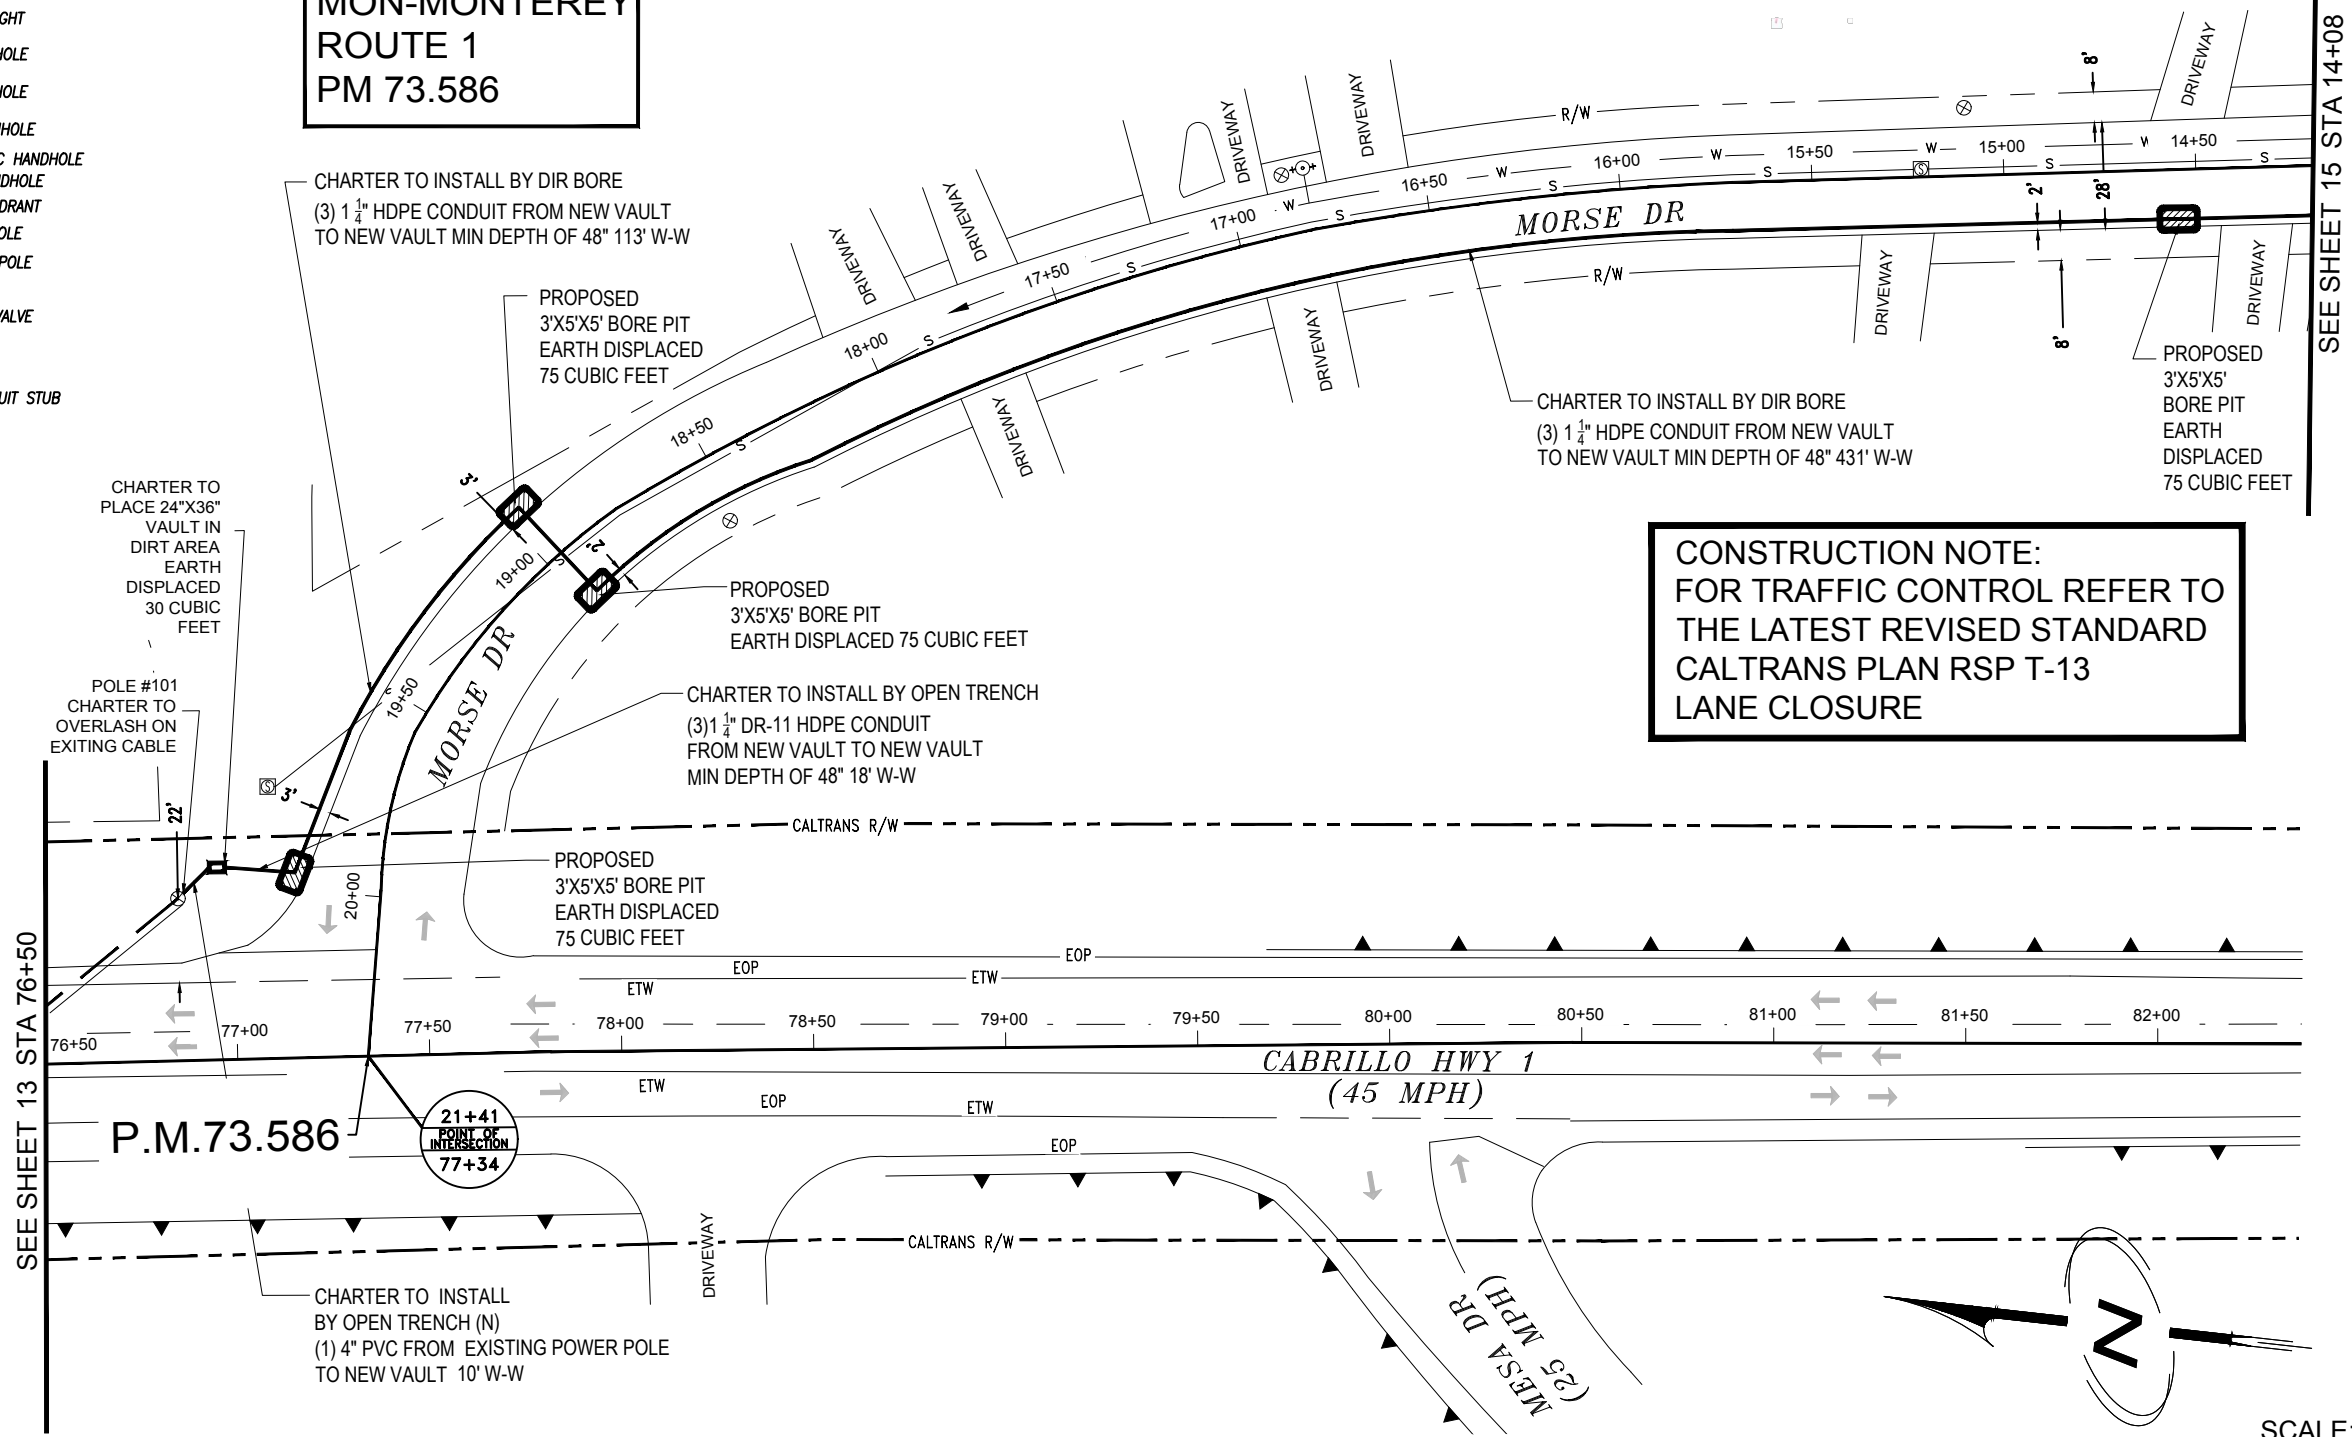 MON-MONTEREY
ROUTE 1
PM 73.586
GHT
HOLE
HOLE
HANDHOLE
DHOLE
DRANT
OLE
POLE
VALVE
UIT STUB
CHARTER TO INSTALL BY DIR BORE
(3) 1 1/4" HDPE CONDUIT FROM NEW VAULT
TO NEW VAULT MIN DEPTH OF 48" 113' W-W
PROPOSED
3'X5'X5' BORE PIT
EARTH DISPLACED
75 CUBIC FEET
CHARTER TO
PLACE 24"X36"
VAULT IN
DIRT AREA
EARTH
DISPLACED
30 CUBIC
FEET
POLE #101
CHARTER TO
OVERLASH ON
EXITING CABLE
PROPOSED
3'X5'X5' BORE PIT
EARTH DISPLACED 75 CUBIC FEET
CHARTER TO INSTALL BY OPEN TRENCH
(3)1 1/4" DR-11 HDPE CONDUIT
FROM NEW VAULT TO NEW VAULT
MIN DEPTH OF 48" 18' W-W
PROPOSED
3'X5'X5' BORE PIT
EARTH DISPLACED
75 CUBIC FEET
CHARTER TO INSTALL BY DIR BORE
(3) 1 1/4" HDPE CONDUIT FROM NEW VAULT
TO NEW VAULT MIN DEPTH OF 48" 431' W-W
PROPOSED
3'X5'X5'
BORE PIT
EARTH
DISPLACED
75 CUBIC FEET
CONSTRUCTION NOTE:
FOR TRAFFIC CONTROL REFER TO
THE LATEST REVISED STANDARD
CALTRANS PLAN RSP T-13
LANE CLOSURE
SEE SHEET 15 STA 14+08
SEE SHEET 13 STA 76+50
DRIVEWAY
DRIVEWAY
DRIVEWAY
DRIVEWAY
DRIVEWAY
DRIVEWAY
DRIVEWAY
DRIVEWAY
DRIVEWAY
DRIVEWAY
R/W
R/W
MORSE DR
MORSE DR
14+50
15+00
15+50
16+00
16+50
17+00
17+50
18+00
18+50
19+00
19+50
20+00
W
W
W
W
W
S
S
S
S
S
S
S
S
S
S
S
S
8'
28'
2'
8'
3'
2'
3'
22'
CALTRANS R/W
EOP
EOP
ETW
ETW
76+50
77+00
77+50
78+00
78+50
79+00
79+50
80+00
80+50
81+00
81+50
82+00
CABRILLO HWY 1
(45 MPH)
ETW
EOP
ETW
EOP
P.M.73.586
21+41
POINT OF
INTERSECTION
77+34
DRIVEWAY
CALTRANS R/W
MESA DR
(25 MPH)
CHARTER TO INSTALL
BY OPEN TRENCH (N)
(1) 4" PVC FROM EXISTING POWER POLE
TO NEW VAULT 10' W-W
N